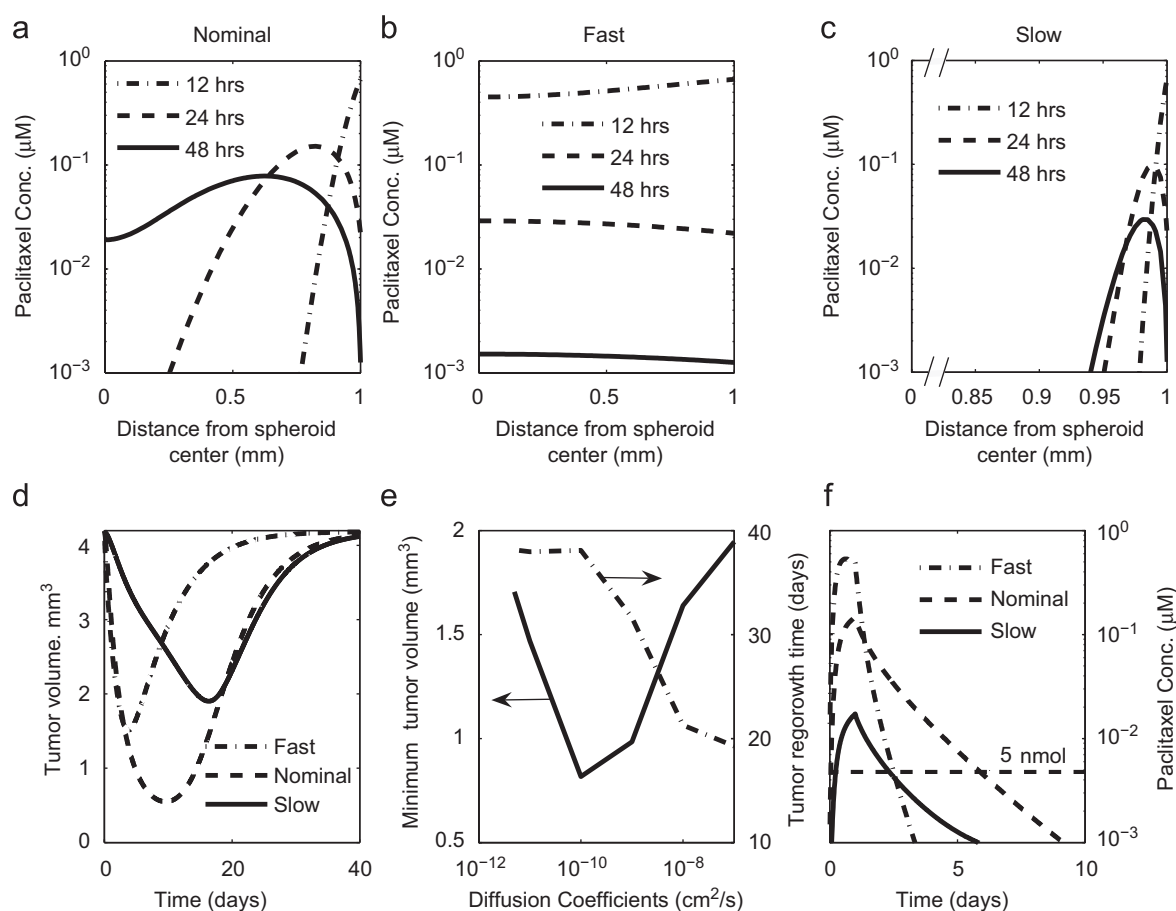 a
Nominal
10^0
10^-1
10^-2
10^-3
Paclitaxel Conc. (μM)
12 hrs
24 hrs
48 hrs
0
0.5
1
Distance from spheroid
center (mm)
b
Fast
10^0
10^-1
10^-2
10^-3
Paclitaxel Conc. (μM)
12 hrs
24 hrs
48 hrs
0
0.5
1
Distance from spheroid
center (mm)
c
Slow
10^0
10^-1
10^-2
10^-3
Paclitaxel Conc. (μM)
12 hrs
24 hrs
48 hrs
0
0.85
0.9
0.95
1
Distance from spheroid
center (mm)
d
4
3
2
1
0
Tumor volume. mm^3
Fast
Nominal
Slow
0
20
40
Time (days)
e
2
1.5
1
0.5
Minimum tumor volume (mm^3)
40
30
20
10
Tumor regorowth time (days)
10^-12
10^-10
10^-8
Diffusion Coefficients (cm^2/s)
f
Fast
Nominal
Slow
5 nmol
10^0
10^-1
10^-2
10^-3
Paclitaxel Conc. (μM)
0
5
10
Time (days)